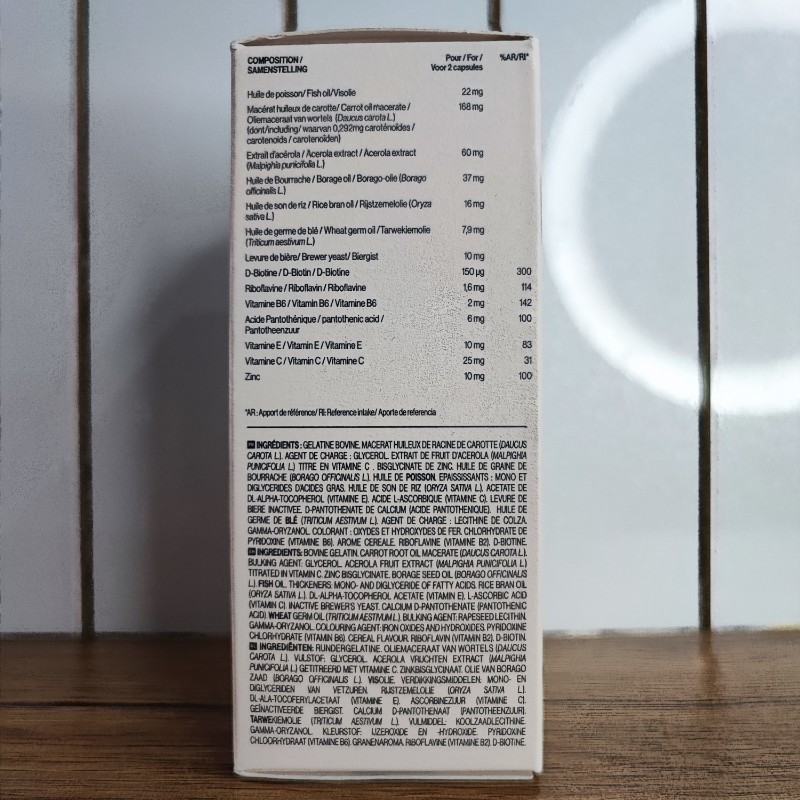 COMPOSITION / Pour / For / %AR/RI*
SAMENSTELLING Voor 2 capsules
Huile de poisson / Fish oil/Visolie 22 mg
Macérat huileux de carotte/ Carrot oil macerate / 168 mg
Oliemaceraat van wortels (Daucus carota L.)
(dont/including/ waarvan 0,292mg caroténoïdes /
carotenoids / carotenoïden)
Extrait d'acérola / Acerola extract / Acerola extract 60 mg
(Malpighia punicifolia L.)
Huile de Bourrache / Borage oil / Borago-olie (Borago 37 mg
officinalis L.)
Huile de son de riz / Rice bran oil / Rijstzemelolie (Oryza 16 mg
sativa L.)
Huile de germe de blé / Wheat germ oil /Tarwekiemolie 7,9 mg
(Triticum aestivum L.)
Levure de bière/ Brewer yeast/ Biergist 10 mg
D-Biotine / D-Biotin / D-Biotine 150 µg 300
Riboflavine / Riboflavin / Riboflavine 1,6 mg 114
Vitamine B6 / Vitamin B6 / Vitamine B6 2 mg 142
Acide Pantothénique / pantothenic acid / 6 mg 100
Pantotheenzuur
Vitamine E / Vitamin E / Vitamine E 10 mg 83
Vitamine C / Vitamin C / Vitamine C 25 mg 31
Zinc 10 mg 100
*AR : Apport de référence/ RI: Reference intake/ Aporte de referencia
INGRÉDIENTS : GELATINE BOVINE. MACERAT HUILEUX DE RACINE DE CAROTTE (DAUCUS
CAROTA L.). AGENT DE CHARGE : GLYCEROL. EXTRAIT DE FRUIT D'ACEROLA (MALPIGHIA
PUNICIFOLIA L.) TITRE EN VITAMINE C . BISGLYCINATE DE ZINC. HUILE DE GRAINE DE
BOURRACHE (BORAGO OFFICINALIS L.). HUILE DE POISSON. EPAISSISSANTS : MONO ET
DIGLYCERIDES D'ACIDES GRAS. HUILE DE SON DE RIZ (ORYZA SATIVA L.). ACETATE DE
DL-ALPHA-TOCOPHEROL (VITAMINE E). ACIDE L-ASCORBIQUE (VITAMINE C). LEVURE DE
BIERE INACTIVEE. D-PANTOTHENATE DE CALCIUM (ACIDE PANTOTHENIQUE). HUILE DE
GERME DE BLÉ (TRITICUM AESTIVUM L.). AGENT DE CHARGE : LECITHINE DE COLZA.
GAMMA-ORYZANOL. COLORANT : OXYDES ET HYDROXYDES DE FER. CHLORHYDRATE DE
PYRIDOXINE (VITAMINE B6). AROME CEREALE. RIBOFLAVINE (VITAMINE B2). D-BIOTINE.
INGREDIENTS: BOVINE GELATIN. CARROT ROOT OIL MACERATE (DAUCUS CAROTA L.).
BULKING AGENT: GLYCEROL. ACEROLA FRUIT EXTRACT (MALPIGHIA PUNICIFOLIA L.)
TITRATED IN VITAMIN C. ZINC BISGLYCINATE. BORAGE SEED OIL (BORAGO OFFICINALIS
L.). FISH OIL. THICKENERS: MONO- AND DIGLYCERIDE OF FATTY ACIDS. RICE BRAN OIL
(ORYZA SATIVA L.). DL-ALPHA-TOCOPHEROL ACETATE (VITAMIN E). L-ASCORBIC ACID
(VITAMIN C). INACTIVE BREWER'S YEAST. CALCIUM D-PANTOTHENATE (PANTOTHENIC
ACID). WHEAT GERM OIL (TRITICUM AESTIVUM L.). BULKING AGENT: RAPESEED LECITHIN.
GAMMA-ORYZANOL. COLOURING AGENT: IRON OXIDES AND HYDROXIDES. PYRIDOXINE
CHLORHYDRATE (VITAMIN B6). CEREAL FLAVOUR. RIBOFLAVIN (VITAMIN B2). D-BIOTIN.
INGREDIËNTEN: RUNDERGELATINE. OLIEMACERAAT VAN WORTELS (DAUCUS
CAROTA L.). VULSTOF: GLYCEROL. ACEROLA VRUCHTEN EXTRACT (MALPIGHIA
PUNICIFOLIA L.) GETITREERD MET VITAMINE C. ZINKBISGLYCINAAT. OLIE VAN BORAGO
ZAAD (BORAGO OFFICINALIS L.). VISOLIE. VERDIKKINGSMIDDELEN: MONO- EN
DIGLYCERIDEN VAN VETZUREN. RIJSTZEMELOLIE (ORYZA SATIVA L.).
DL-ALA-TOCOFERYLACETAAT (VITAMINE E). ASCORBINEZUUR (VITAMINE C).
GEÏNACTIVEERDE BIERGIST. CALCIUM D-PANTOTHENAAT (PANTOTHEENZUUR).
TARWEKIEMOLIE (TRITICUM AESTIVUM L.). VULMIDDEL: KOOLZAADLECITHINE.
GAMMA-ORYZANOL. KLEURSTOF: IJZEROXIDE EN -HYDROXIDE. PYRIDOXINE
CHLOORHYDRAAT (VITAMINE B6). GRANENAROMA. RIBOFLAVINE (VITAMINE B2). D-BIOTINE.